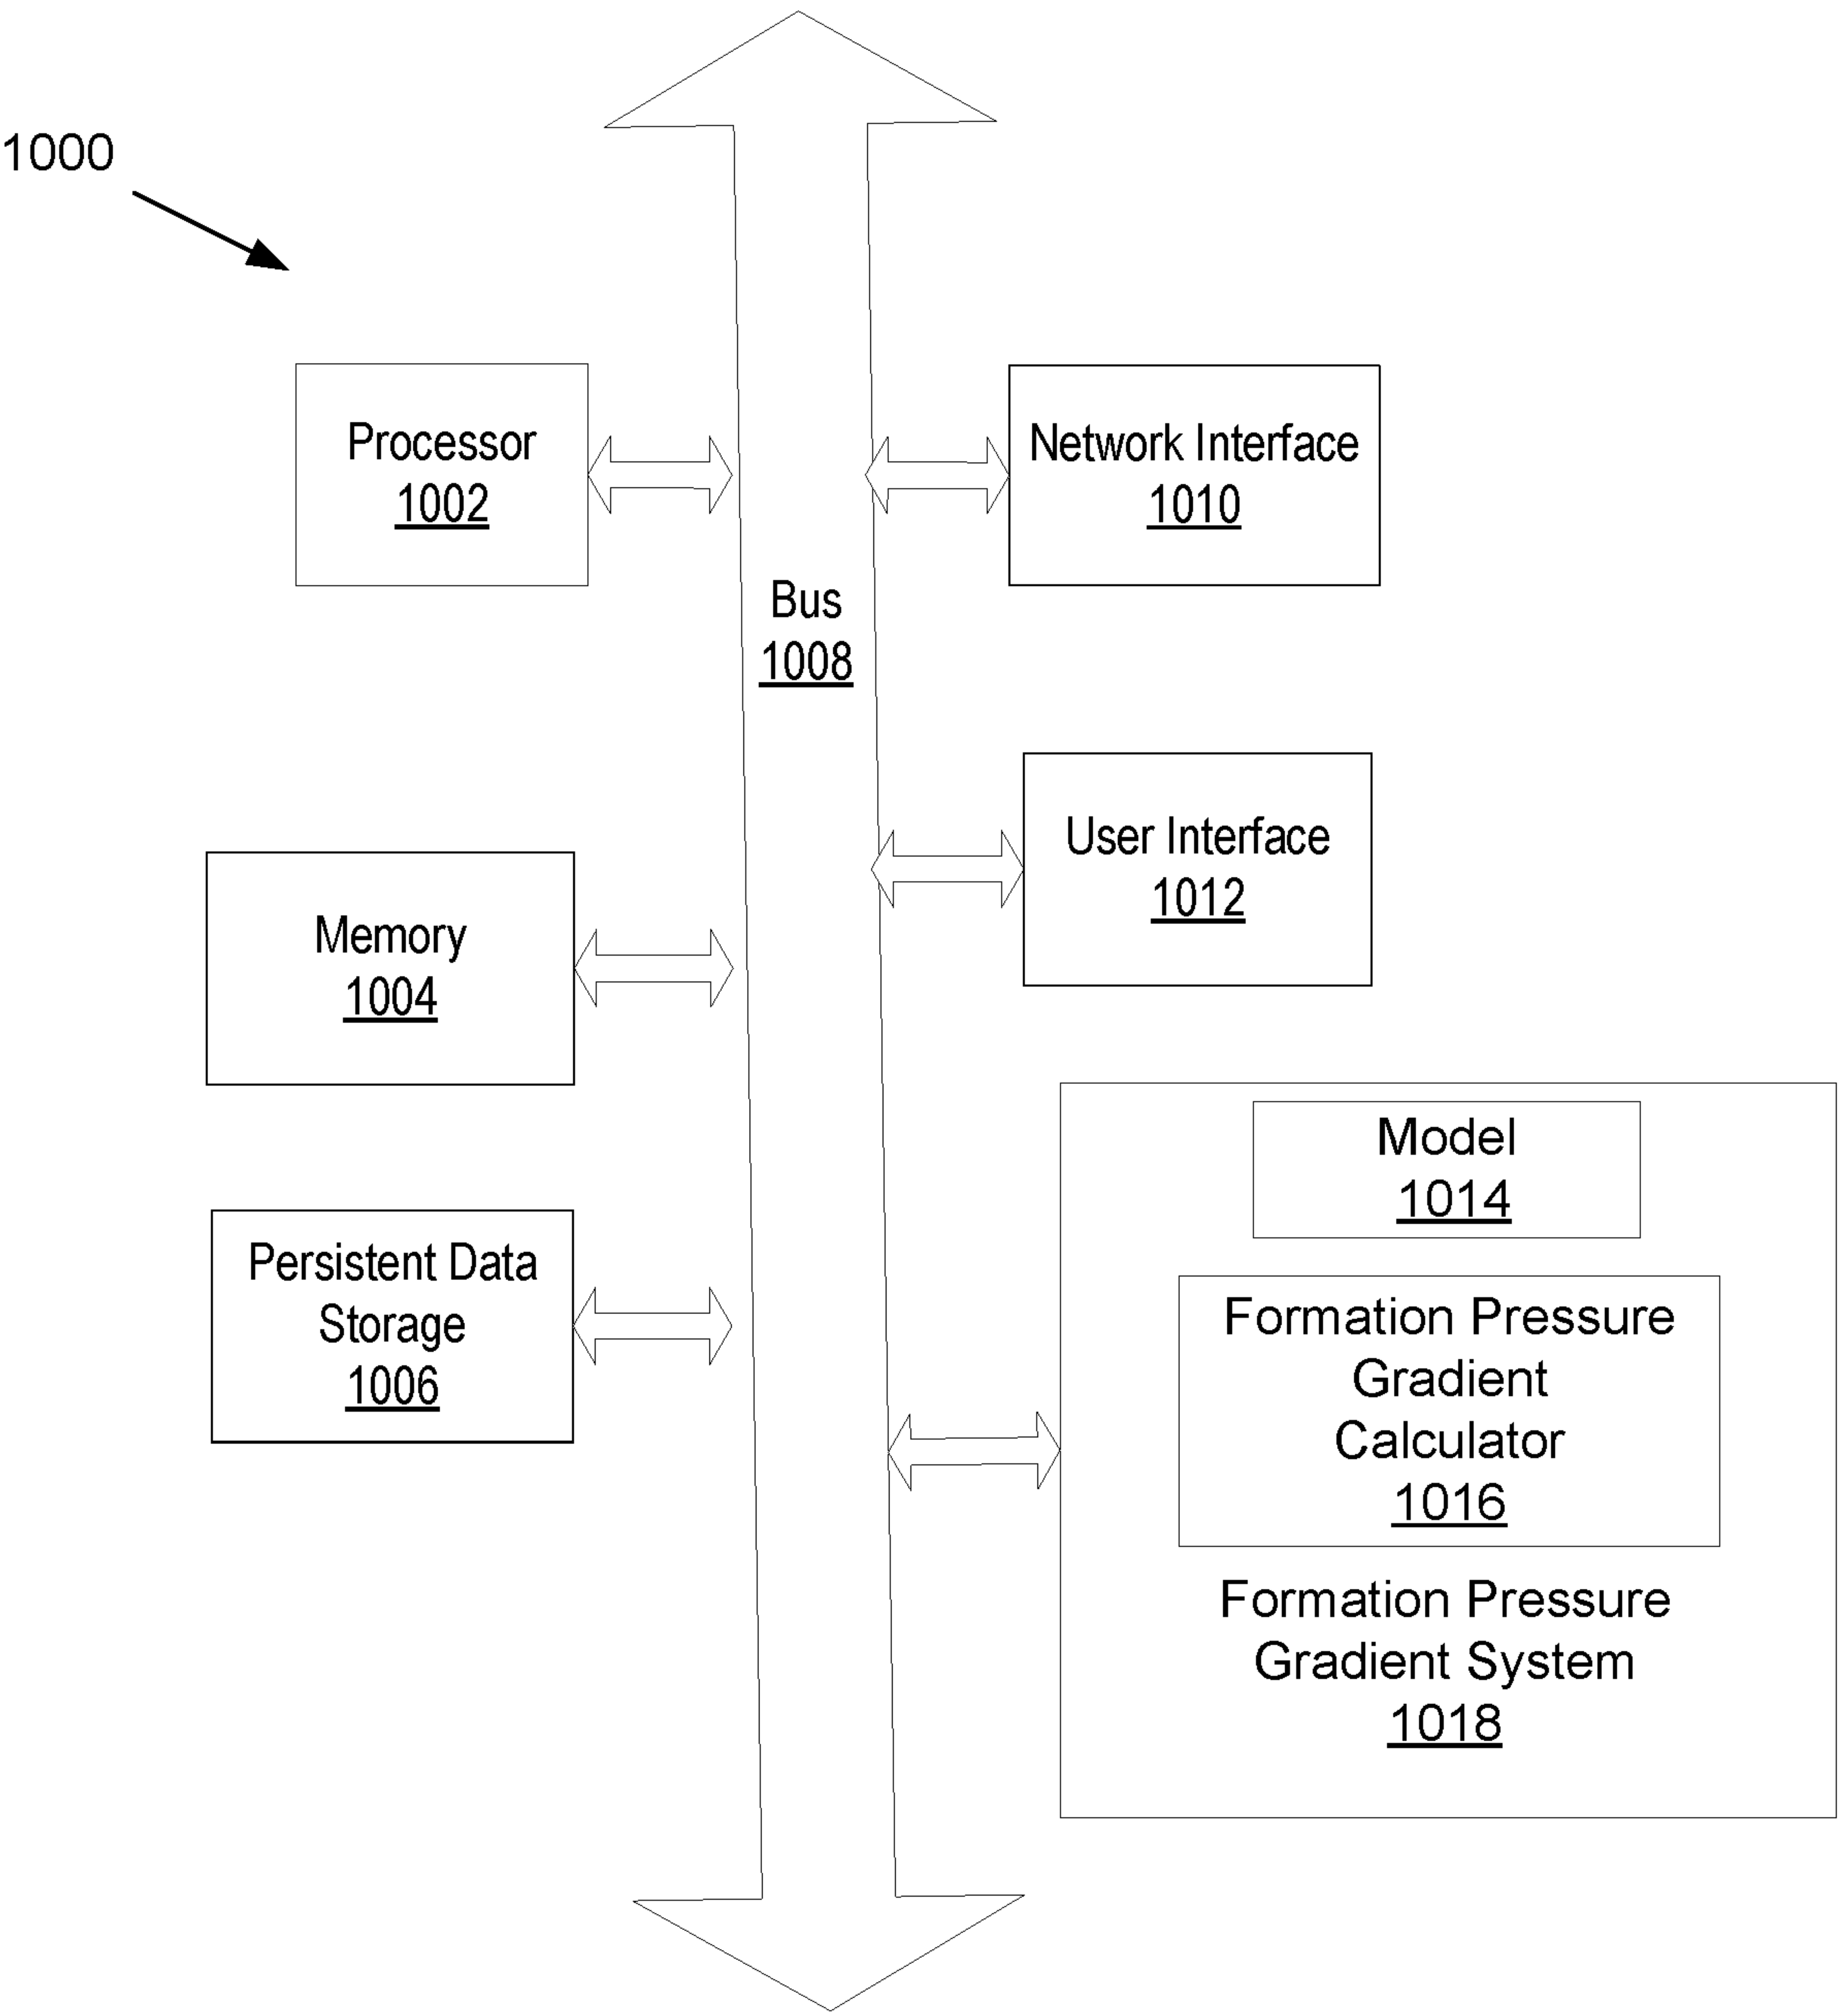 1000
Processor
1002
Network Interface
1010
Bus
1008
User Interface
1012
Memory
1004
Model
1014
Persistent Data
Storage
1006
Formation Pressure
Gradient
Calculator
1016
Formation Pressure
Gradient System
1018